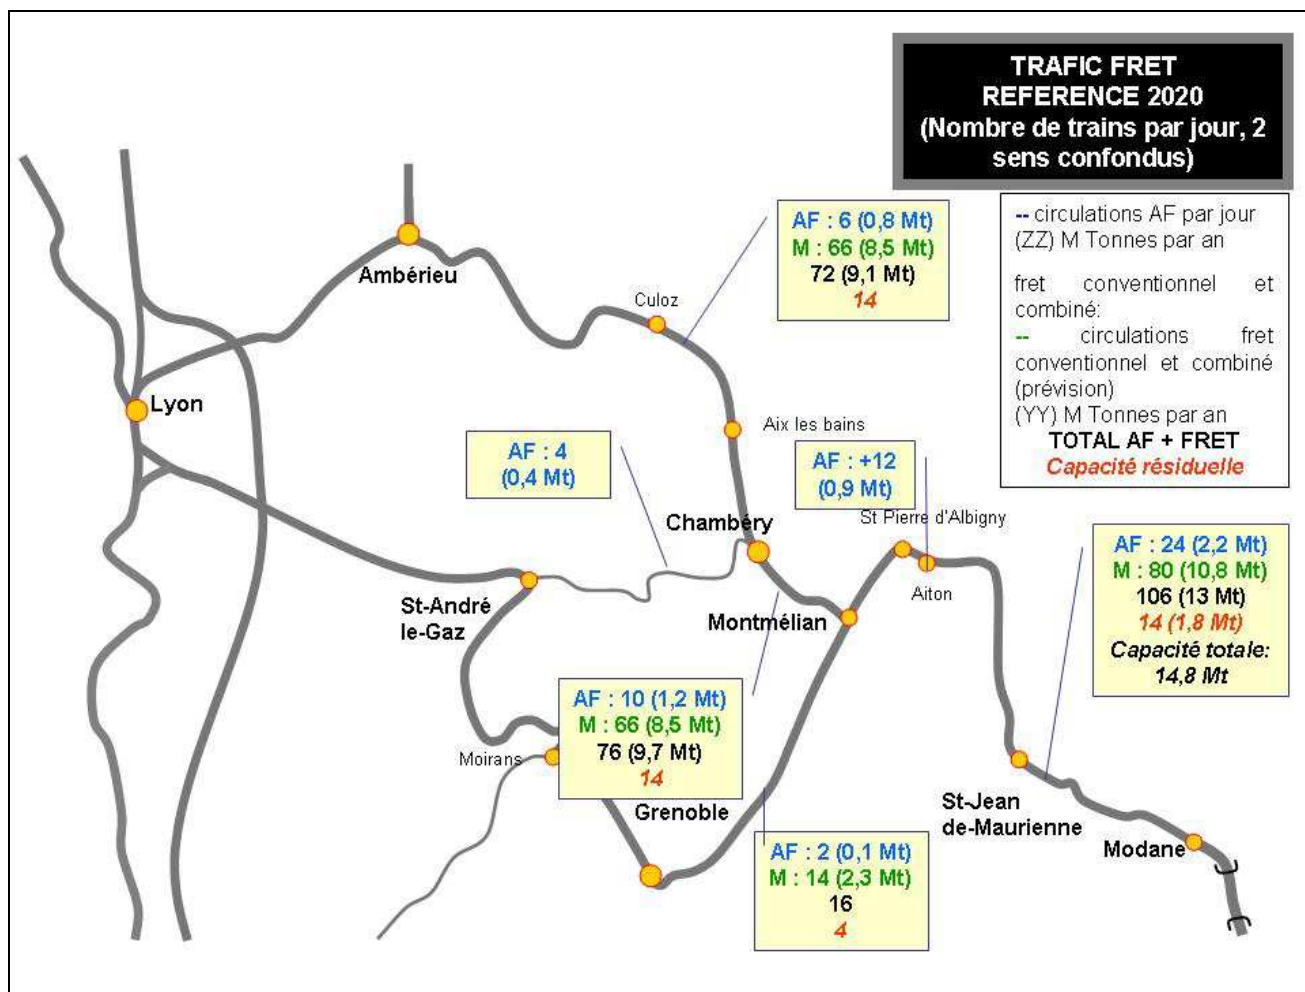 TRAFIC FRET
REFERENCE 2020
(Nombre de trains par jour, 2
sens confondus)
-- circulations AF par jour
(ZZ) M Tonnes par an
fret conventionnel et
combiné:
-- circulations fret
conventionnel et combiné
(prévision)
(YY) M Tonnes par an
TOTAL AF + FRET
Capacité résiduelle
AF : 6 (0,8 Mt)
M : 66 (8,5 Mt)
72 (9,1 Mt)
14
Ambérieu
Culoz
Lyon
Aix les bains
AF : 4
(0,4 Mt)
AF : +12
(0,9 Mt)
Chambéry
St Pierre d'Albigny
Aiton
AF : 24 (2,2 Mt)
M : 80 (10,8 Mt)
106 (13 Mt)
14 (1,8 Mt)
Capacité totale:
14,8 Mt
St-André
le-Gaz
Montmélian
AF : 10 (1,2 Mt)
M : 66 (8,5 Mt)
76 (9,7 Mt)
14
Moirans
Grenoble
St-Jean
de-Maurienne
Modane
AF : 2 (0,1 Mt)
M : 14 (2,3 Mt)
16
4